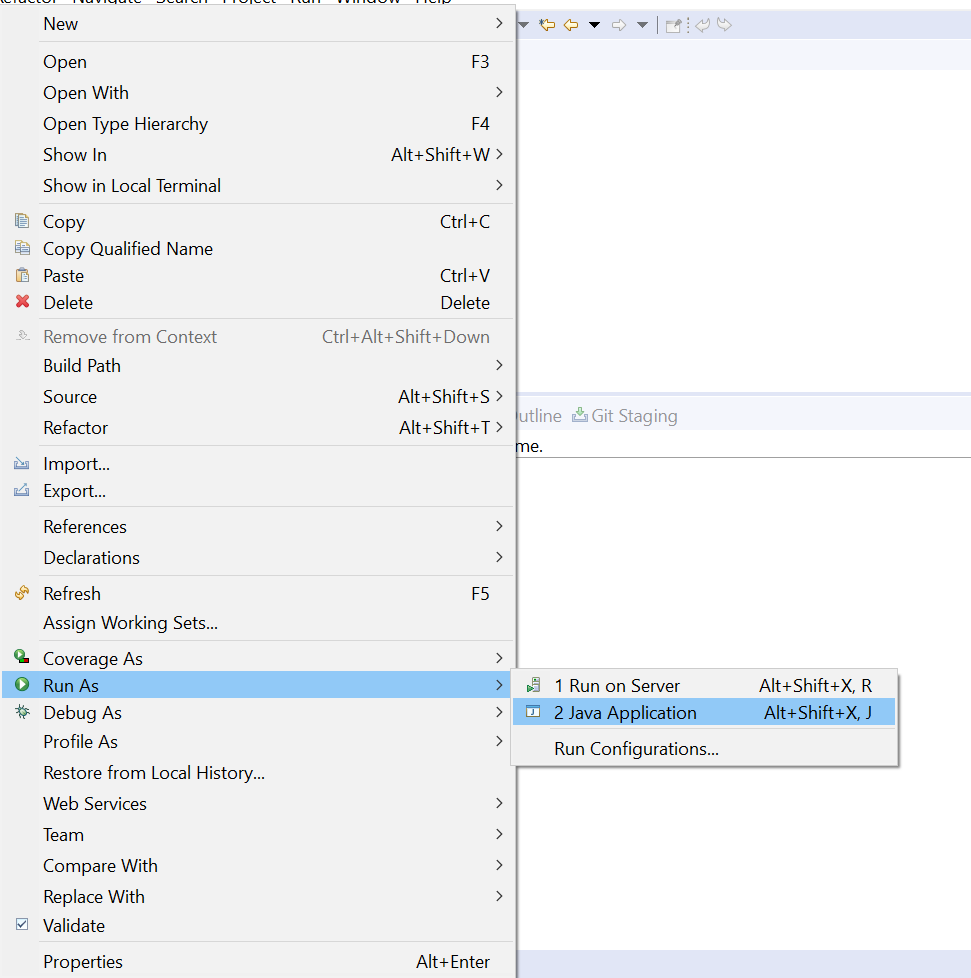 Refactor Navigate Search Project Run Window Help
New
Open F3
Open With
Open Type Hierarchy F4
Show In Alt+Shift+W
Show in Local Terminal
Copy Ctrl+C
Copy Qualified Name
Paste Ctrl+V
Delete Delete
Remove from Context Ctrl+Alt+Shift+Down
Build Path
Source Alt+Shift+S
Refactor Alt+Shift+T
utline Git Staging
me.
Import...
Export...
References
Declarations
Refresh F5
Assign Working Sets...
Coverage As
Run As
1 Run on Server Alt+Shift+X, R
Debug As
2 Java Application Alt+Shift+X, J
Profile As
Run Configurations...
Restore from Local History...
Web Services
Team
Compare With
Replace With
Validate
Properties Alt+Enter